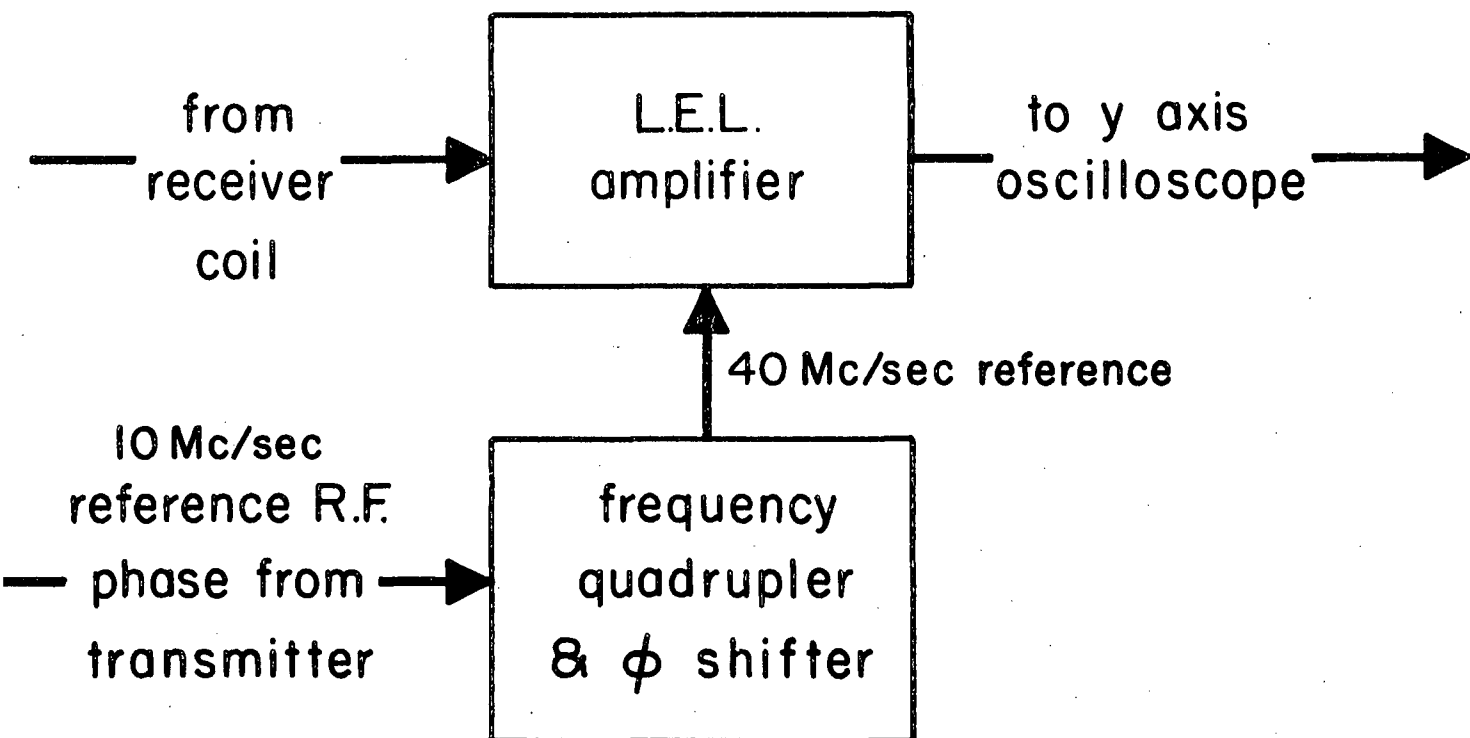 from
receiver
coil
L.E.L.
amplifier
to y axis
oscilloscope
40 Mc/sec reference
10 Mc/sec
reference R.F.
phase from
transmitter
frequency
quadrupler
& ϕ shifter